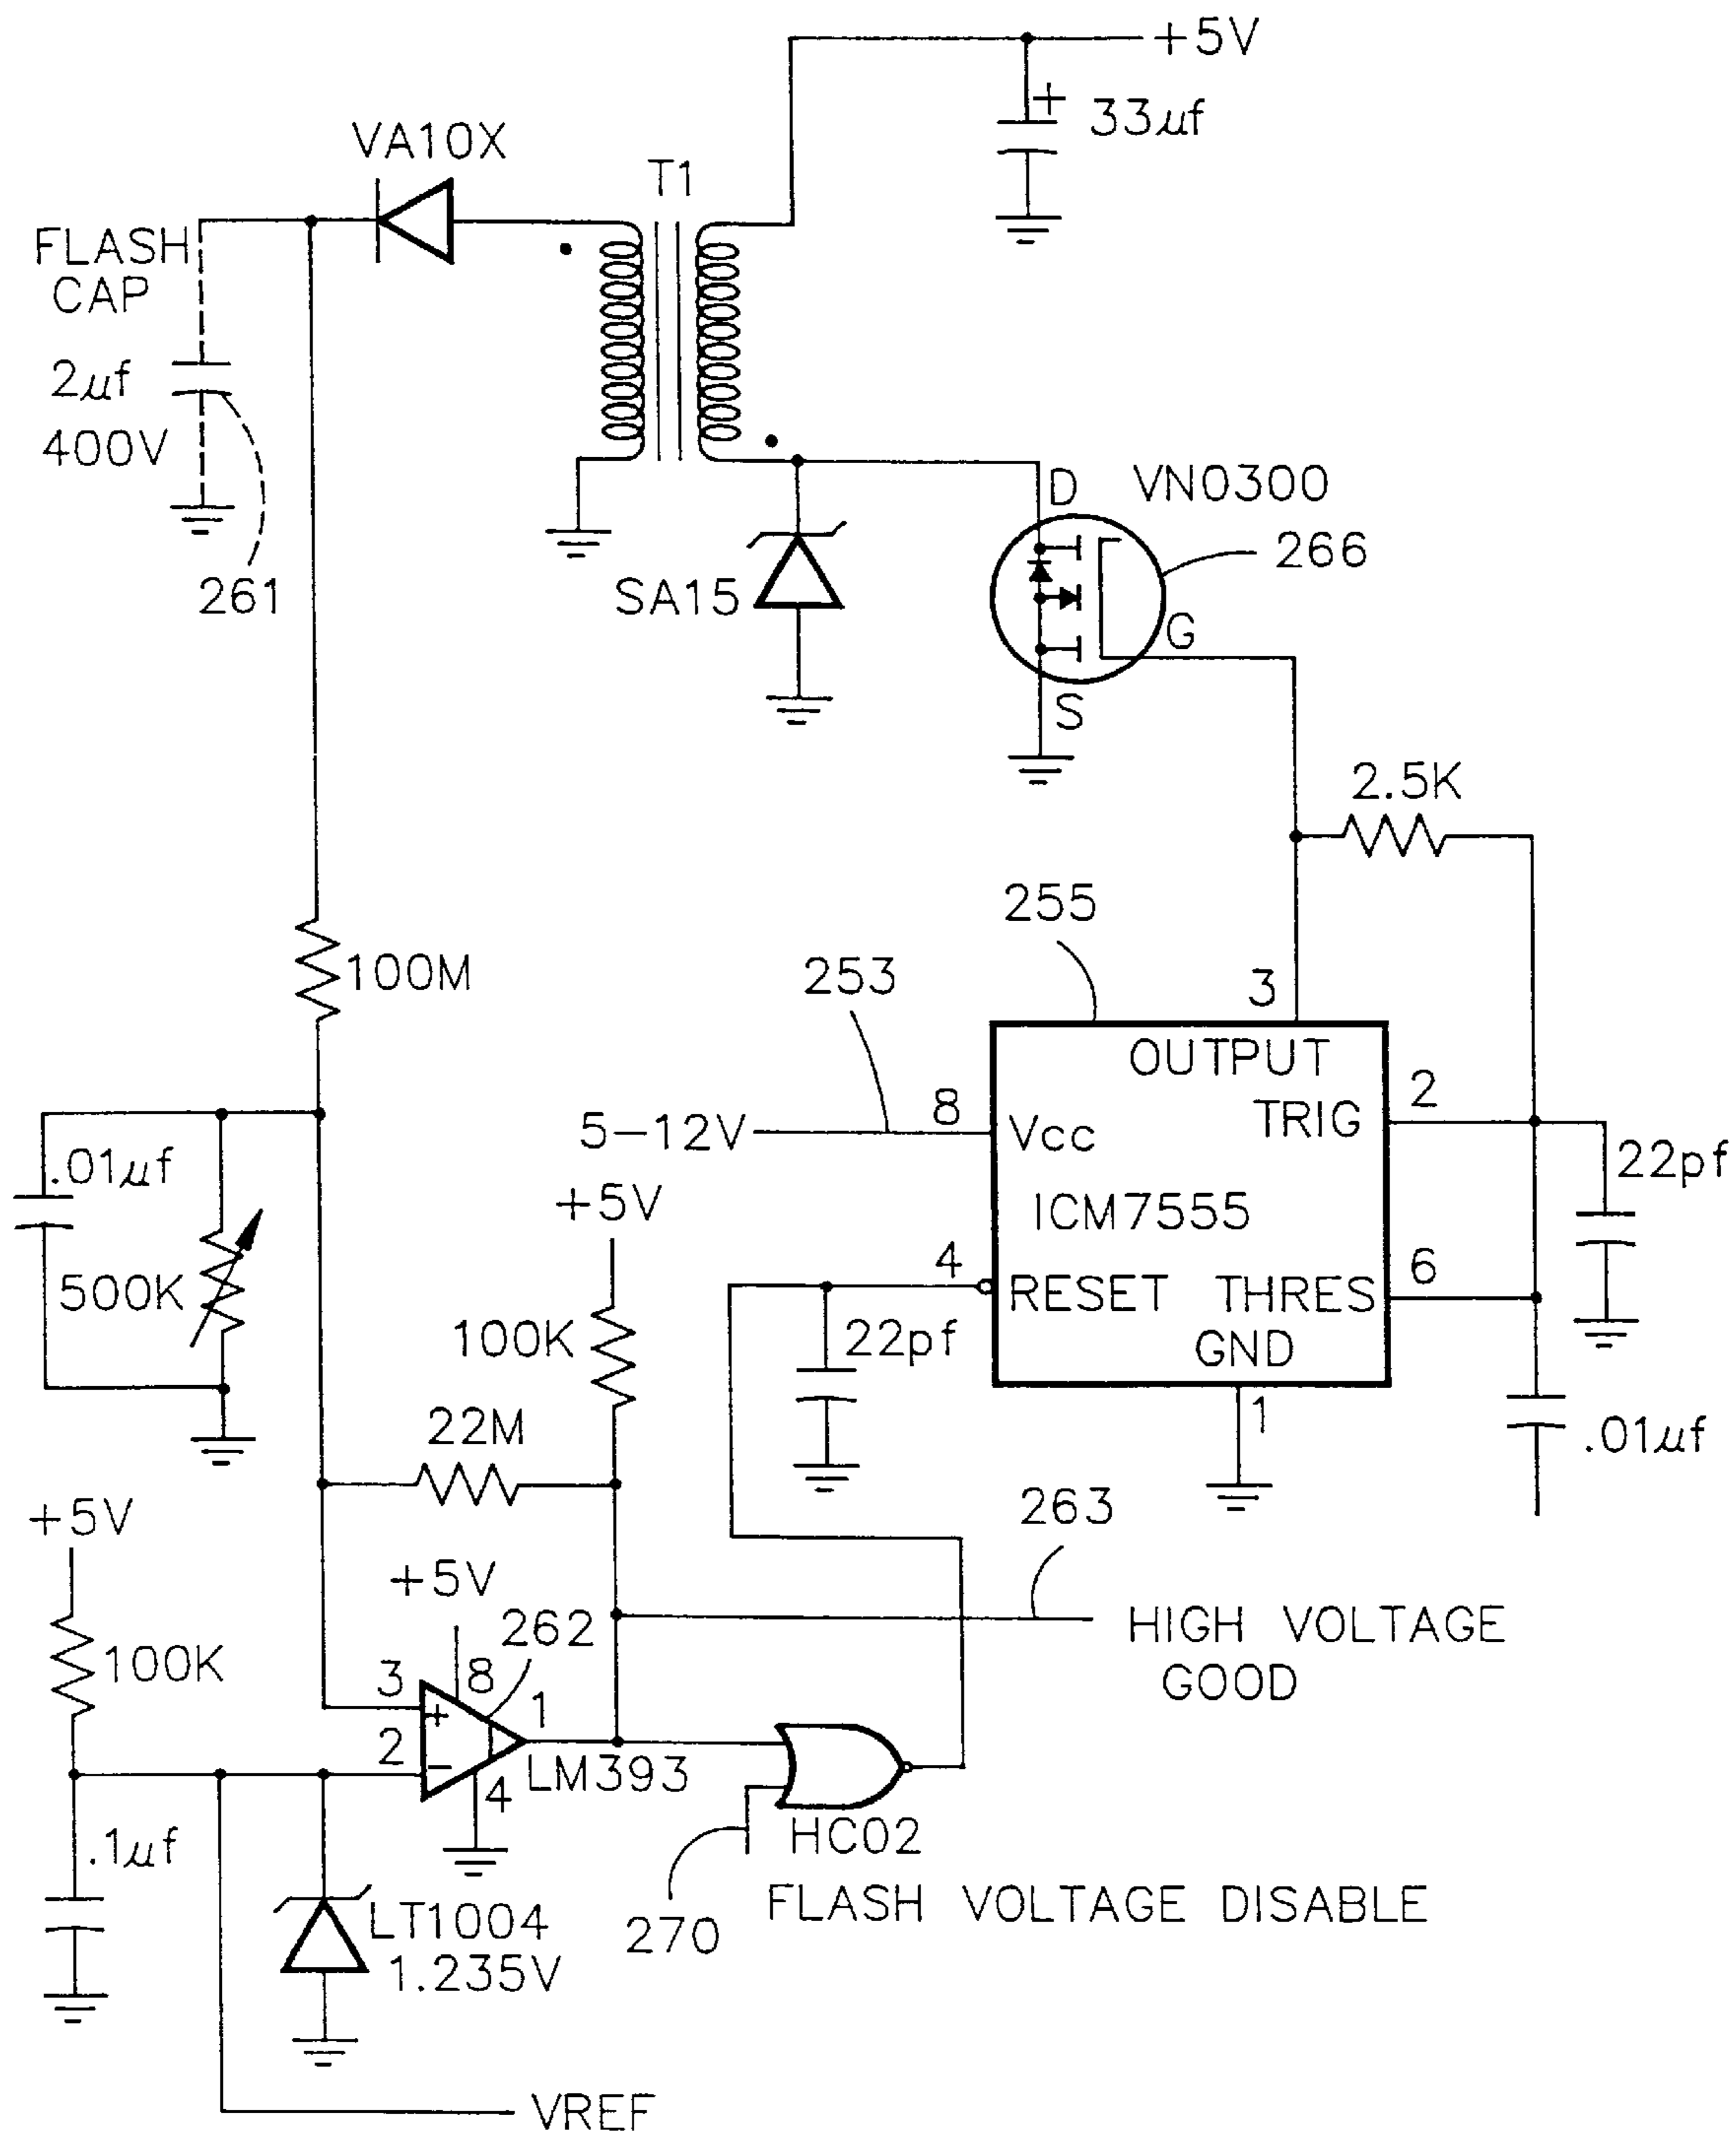 +5V
+
33μf
VA10X
T1
FLASH
CAP
2μf
400V
261
SA15
D
VN0300
266
G
S
2.5K
255
253
3
100M
OUTPUT
8
5-12V
Vcc
2
TRIG
22pf
.01μf
+5V
ICM7555
500K
4
RESET
THRES
6
100K
22pf
GND
1
.01μf
22M
263
+5V
+5V
262
HIGH VOLTAGE
GOOD
100K
3
8
+
1
2
-
4
LM393
HC02
.1μf
270
FLASH VOLTAGE DISABLE
LT1004
1.235V
VREF